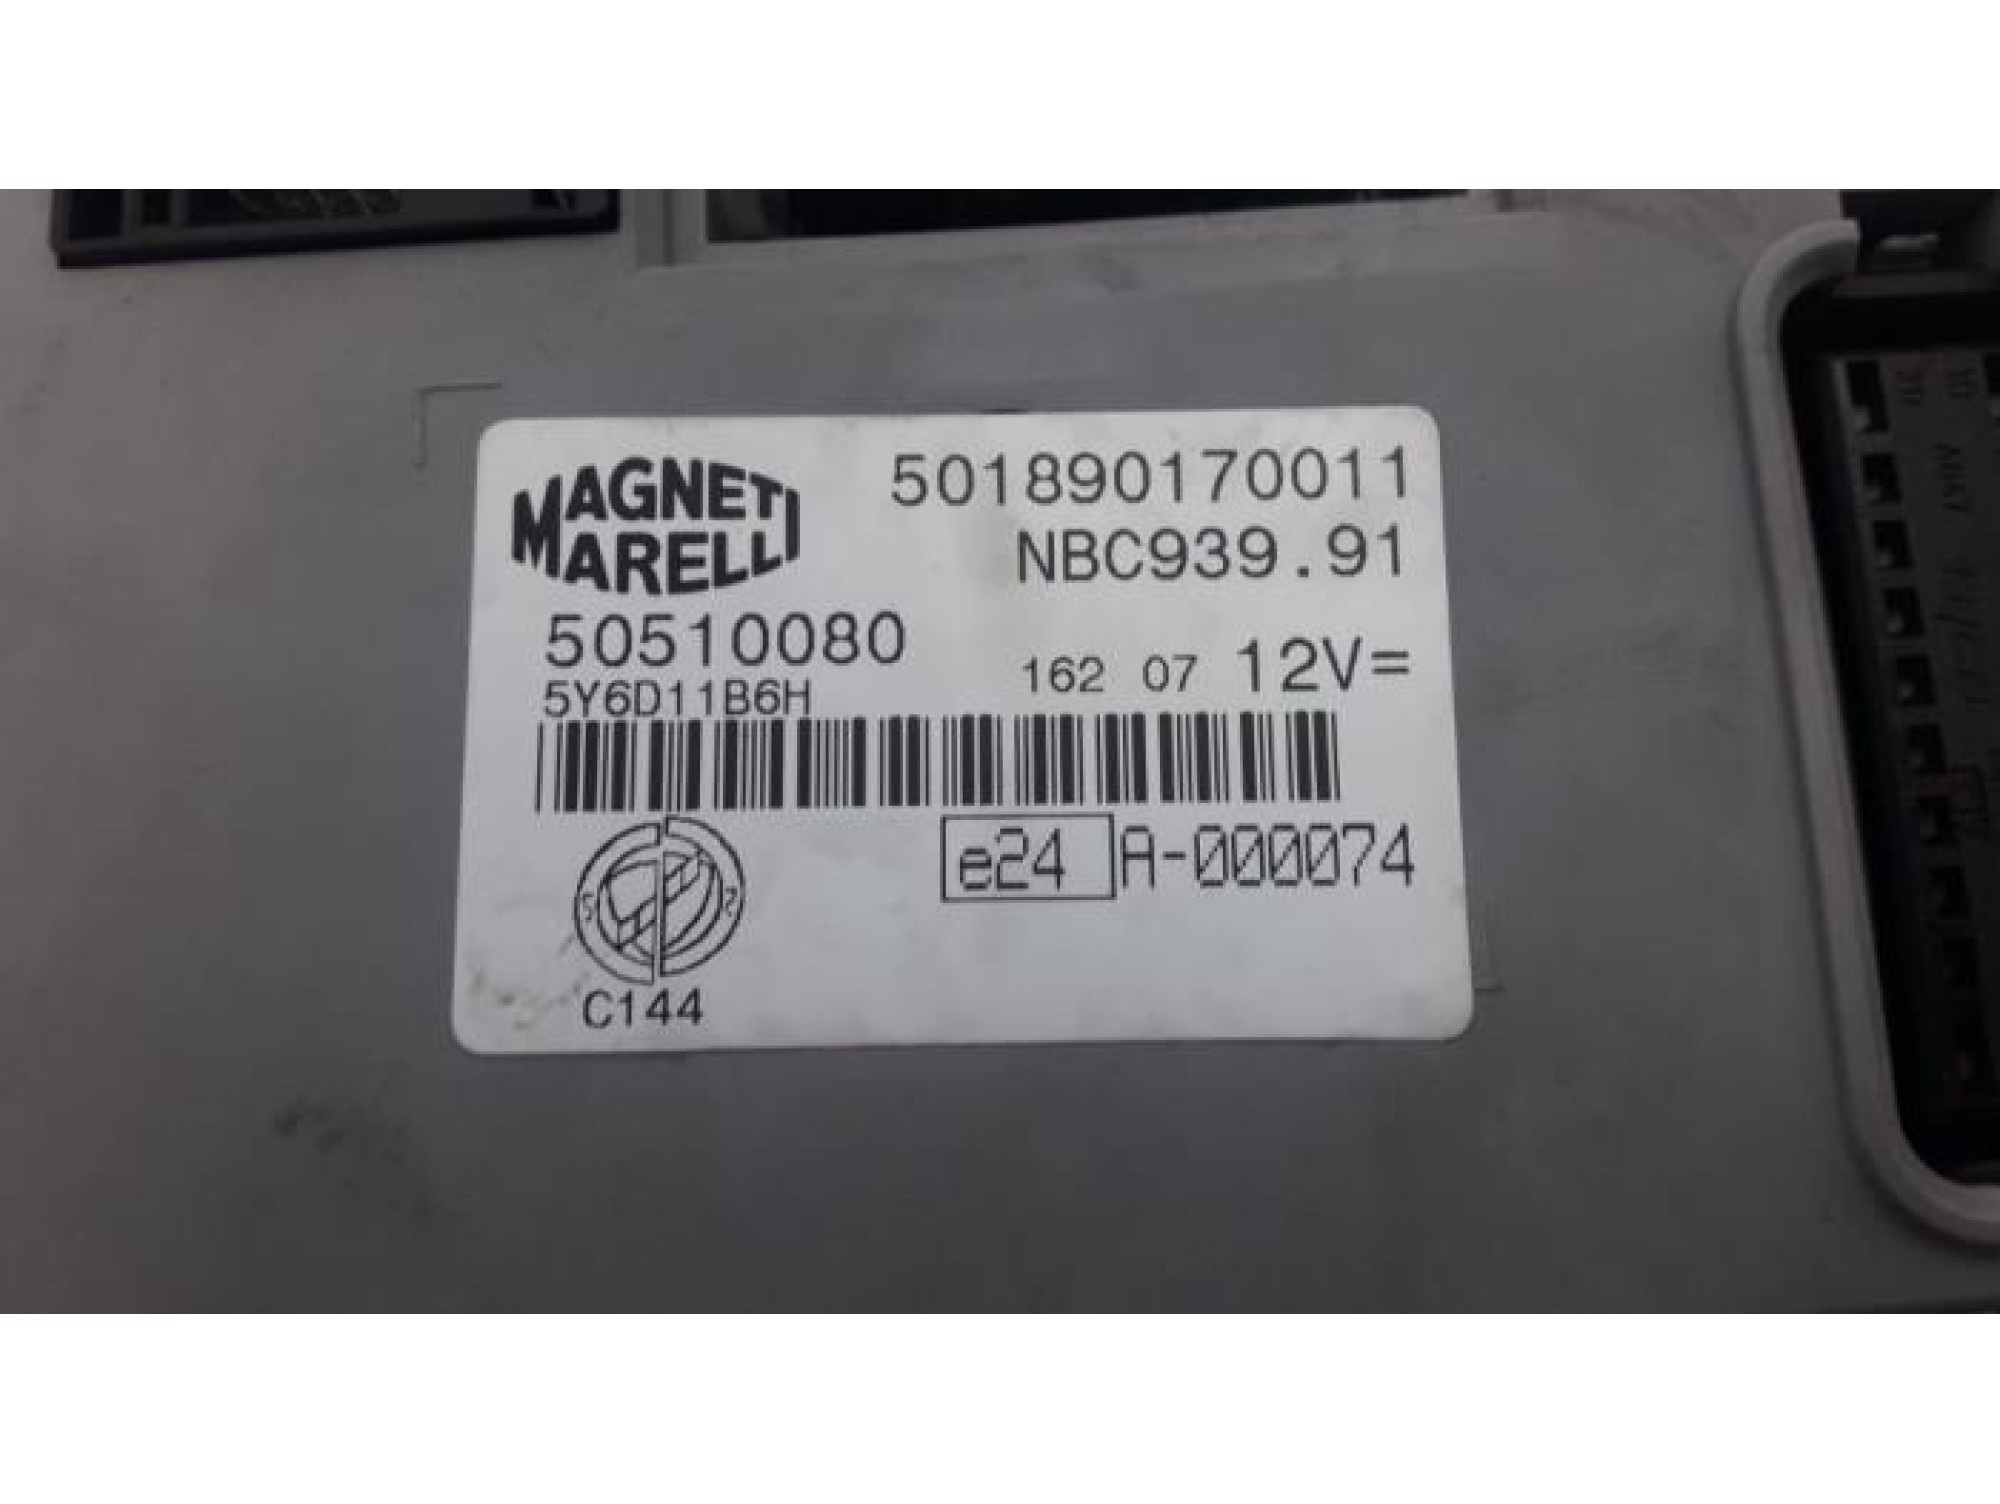 MAGNETI
MARELLI
501890170011
NBC939.91
50510080
162 07 12V=
5Y6D11B6H
e24 A-000074
C144